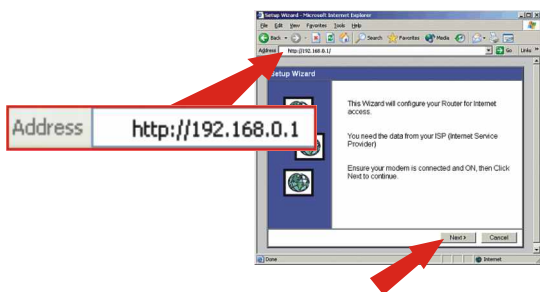 Setup Wizard - Microsoft Internet Explorer
File Edit View Favorites Tools Help
Back Search Favorites Media
Address http://192.168.0.1/ Go Links
Setup Wizard
Address http://192.168.0.1
This Wizard will configure your Router for Internet
access.
You need the data from your ISP (Internet Service
Provider)
Ensure your modem is connected and ON, then Click
Next to continue.
Next > Cancel
Done Internet